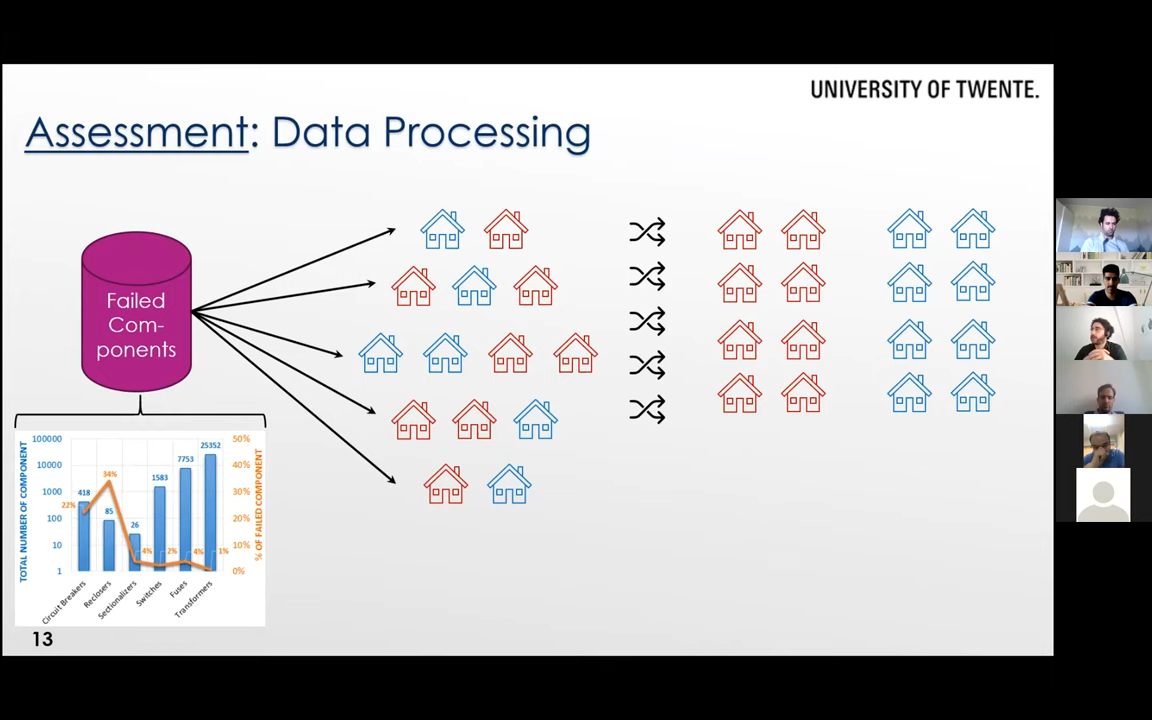 UNIVERSITY OF TWENTE.
Assessment: Data Processing
Failed
Com-
ponents
TOTAL NUMBER OF COMPONENT
100000
10000
1000
100
10
1
418
85
26
1583
7753
25352
22%
34%
4%
2%
4%
1%
50%
40%
30%
20%
10%
0%
% OF FAILED COMPONENT
Circuit Breakers
Reclosers
Sectionalizers
Switches
Fuses
Transformers
13